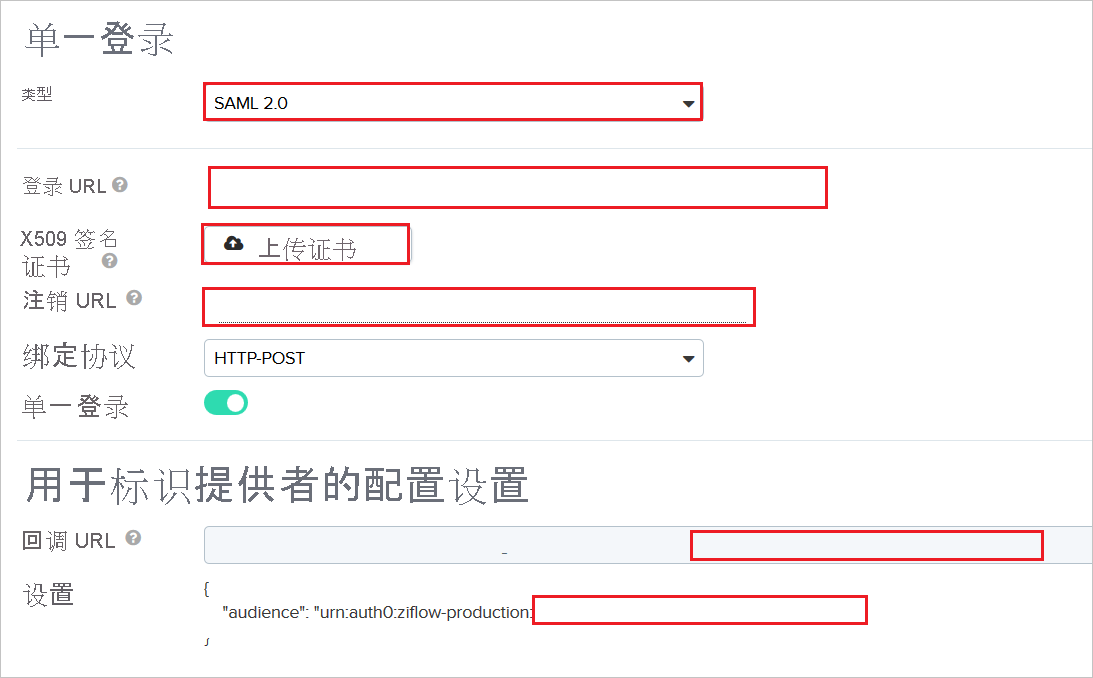 单一登录
类型
SAML 2.0
登录 URL
X509 签名
证书
上传证书
注销 URL
绑定协议
HTTP-POST
单一登录
用于标识提供者的配置设置
回调 URL
设置
{
"audience": "urn:auth0:ziflow-production:
}